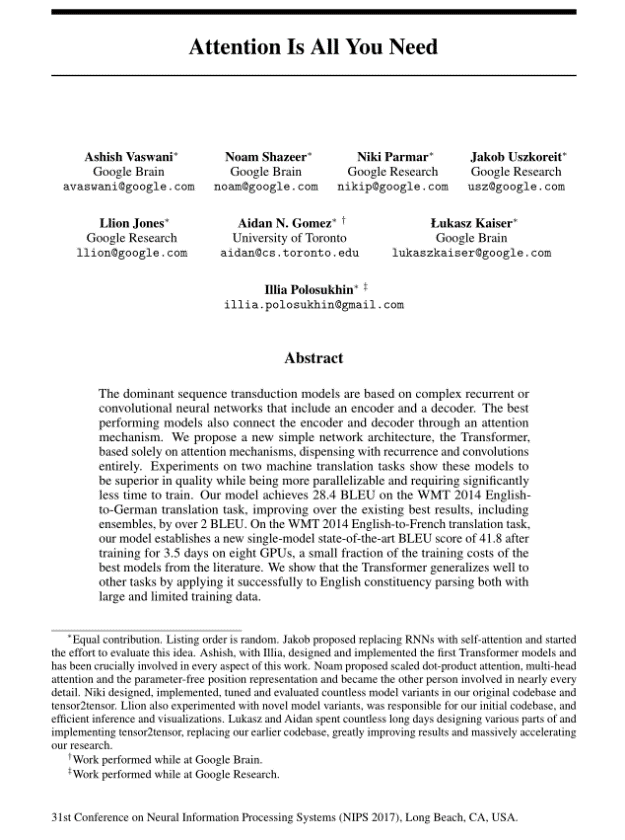 Attention Is All You Need
Ashish Vaswani∗ Noam Shazeer∗ Niki Parmar∗ Jakob Uszkoreit∗
Google Brain Google Brain Google Research Google Research
avaswani@google.com noam@google.com nikip@google.com usz@google.com
Llion Jones∗ Aidan N. Gomez∗ † Łukasz Kaiser∗
Google Research University of Toronto Google Brain
llion@google.com aidan@cs.toronto.edu lukaszkaiser@google.com
Illia Polosukhin∗ ‡
illia.polosukhin@gmail.com
Abstract
The dominant sequence transduction models are based on complex recurrent or
convolutional neural networks that include an encoder and a decoder. The best
performing models also connect the encoder and decoder through an attention
mechanism. We propose a new simple network architecture, the Transformer,
based solely on attention mechanisms, dispensing with recurrence and convolutions
entirely. Experiments on two machine translation tasks show these models to
be superior in quality while being more parallelizable and requiring significantly
less time to train. Our model achieves 28.4 BLEU on the WMT 2014 English-
to-German translation task, improving over the existing best results, including
ensembles, by over 2 BLEU. On the WMT 2014 English-to-French translation task,
our model establishes a new single-model state-of-the-art BLEU score of 41.8 after
training for 3.5 days on eight GPUs, a small fraction of the training costs of the
best models from the literature. We show that the Transformer generalizes well to
other tasks by applying it successfully to English constituency parsing both with
large and limited training data.
∗Equal contribution. Listing order is random. Jakob proposed replacing RNNs with self-attention and started
the effort to evaluate this idea. Ashish, with Illia, designed and implemented the first Transformer models and
has been crucially involved in every aspect of this work. Noam proposed scaled dot-product attention, multi-head
attention and the parameter-free position representation and became the other person involved in nearly every
detail. Niki designed, implemented, tuned and evaluated countless model variants in our original codebase and
tensor2tensor. Llion also experimented with novel model variants, was responsible for our initial codebase, and
efficient inference and visualizations. Lukasz and Aidan spent countless long days designing various parts of and
implementing tensor2tensor, replacing our earlier codebase, greatly improving results and massively accelerating
our research.
†Work performed while at Google Brain.
‡Work performed while at Google Research.
31st Conference on Neural Information Processing Systems (NIPS 2017), Long Beach, CA, USA.